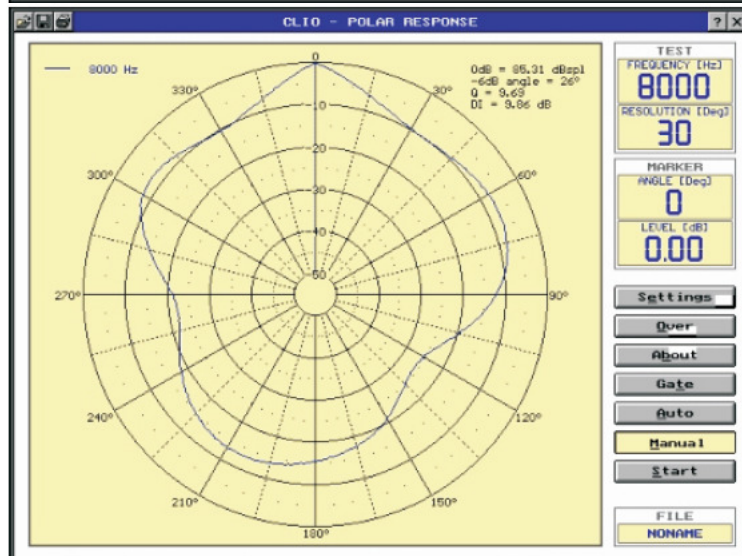 CLIO - POLAR RESPONSE
? X
8000 Hz
0dB = 85.31 dBspl
-6dB angle = 26°
Q = 9.69
DI = 9.86 dB
0
330°
30°
-10
-20
300°
60°
-30
-40
-50
270°
90°
240°
120°
210°
150°
180°
TEST
FREQUENCY [Hz]
8000
RESOLUTION [Deg]
30
MARKER
ANGLE [Deg]
0
LEVEL [dB]
0.00
Settings
Over
About
Gate
Auto
Manual
Start
FILE
NONAME